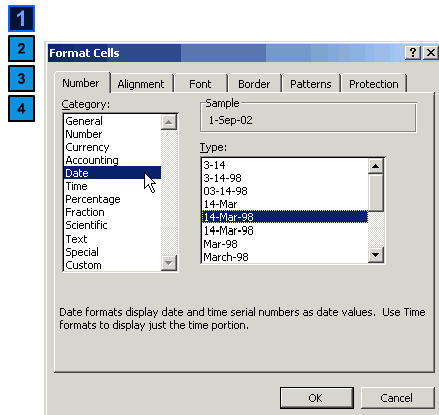 1
2
3
4
Format Cells
Number
Alignment
Font
Border
Patterns
Protection
Category:
General
Number
Currency
Accounting
Date
Time
Percentage
Fraction
Scientific
Text
Special
Custom
Sample
1-Sep-02
Type:
3-14
3-14-98
03-14-98
14-Mar
14-Mar-98
14-Mar-98
Mar-98
March-98
Date formats display date and time serial numbers as date values. Use Time
formats to display just the time portion.
OK
Cancel